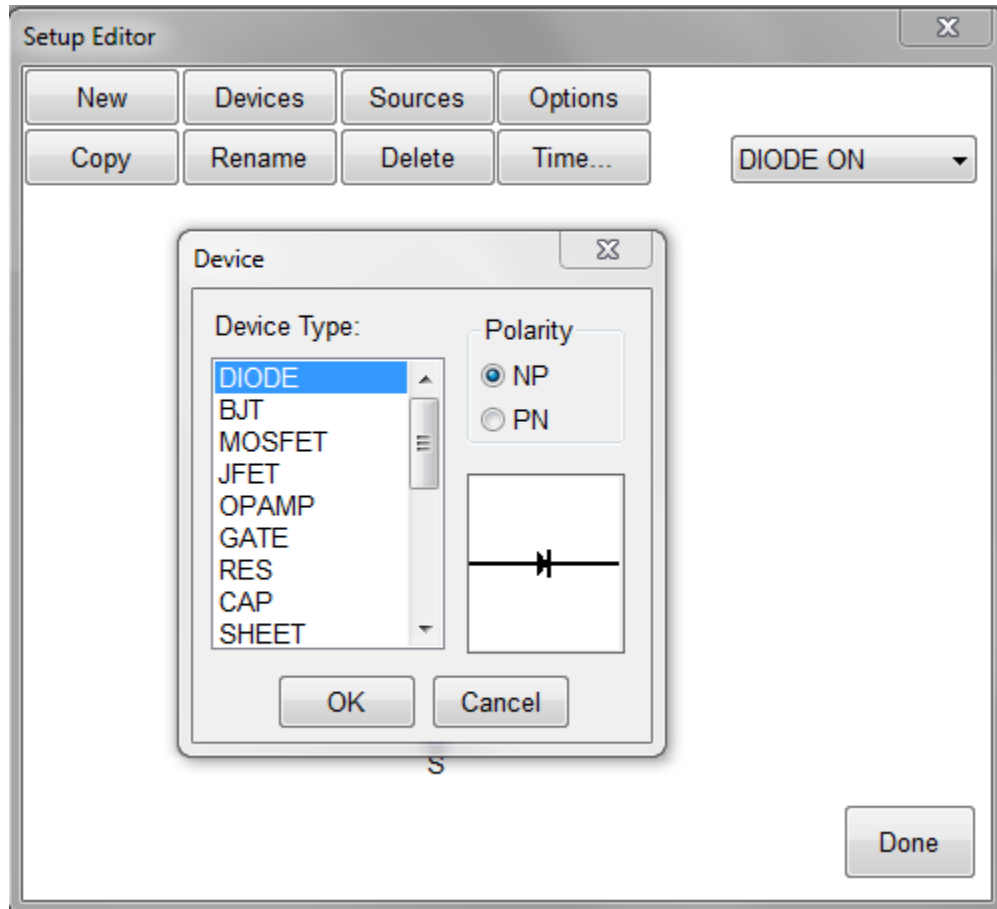 Setup Editor
New Devices Sources Options
Copy Rename Delete Time... DIODE ON
Device
Device Type:
DIODE
BJT
MOSFET
JFET
OPAMP
GATE
RES
CAP
SHEET
Polarity
NP
PN
OK Cancel
S
Done